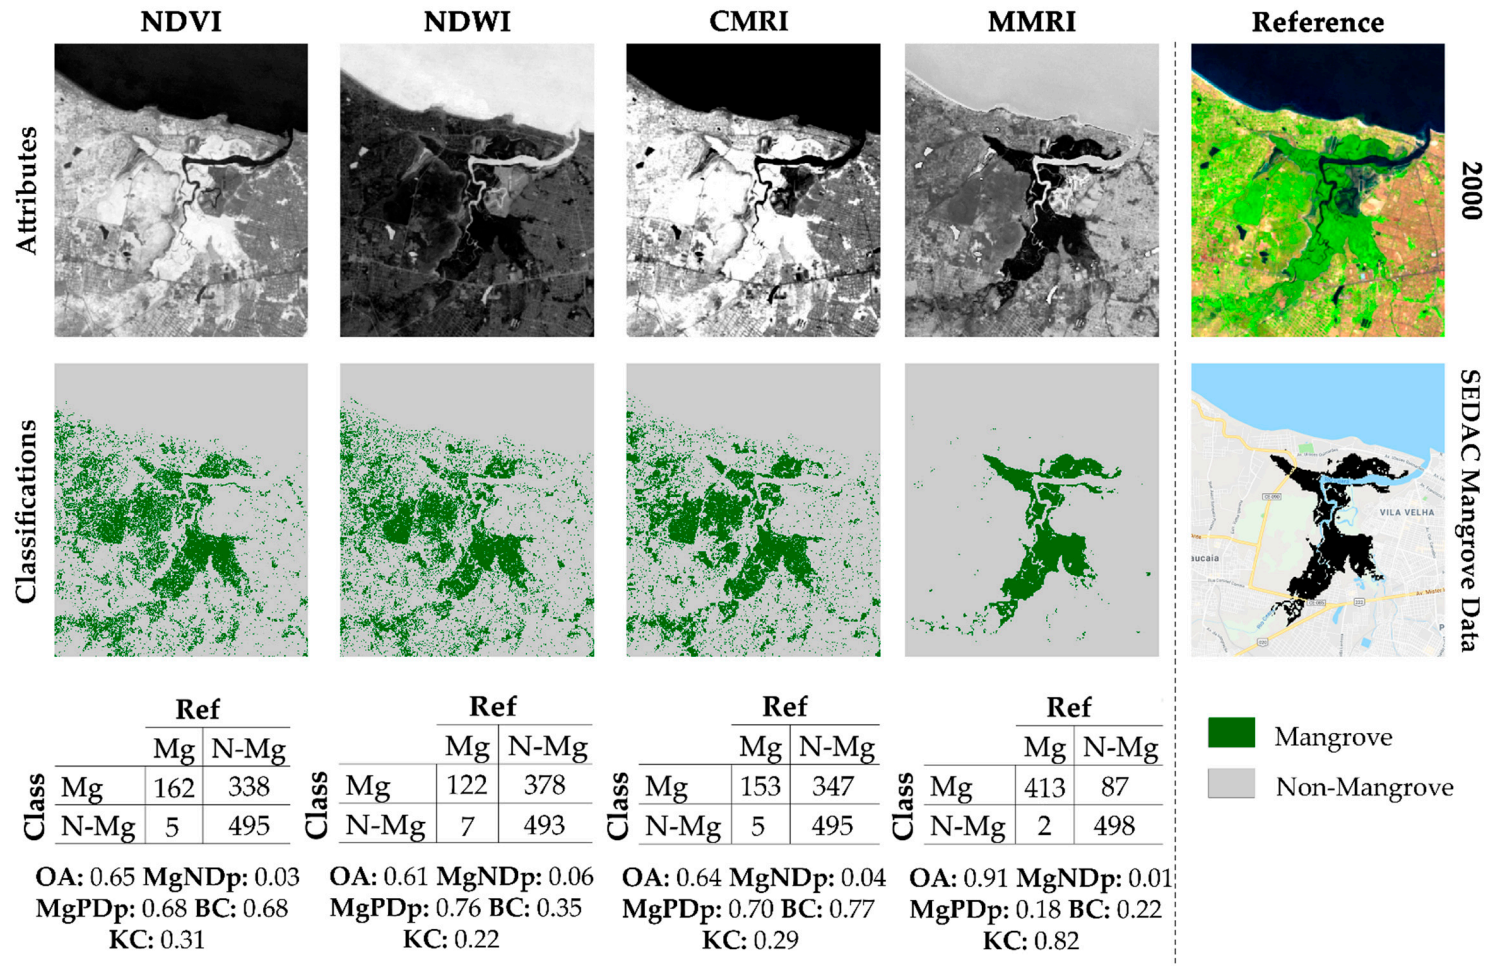 NDVI
NDWI
CMRI
MMRI
Reference
Attributes
2000
Classifications
SEDAC Mangrove Data
VILA VELHA
aucaia
Ref
Mg N-Mg
Class
Mg 162 338
N-Mg 5 495
OA: 0.65 MgNDp: 0.03
MgPDp: 0.68 BC: 0.68
KC: 0.31
Ref
Mg N-Mg
Class
Mg 122 378
N-Mg 7 493
OA: 0.61 MgNDp: 0.06
MgPDp: 0.76 BC: 0.35
KC: 0.22
Ref
Mg N-Mg
Class
Mg 153 347
N-Mg 5 495
OA: 0.64 MgNDp: 0.04
MgPDp: 0.70 BC: 0.77
KC: 0.29
Ref
Mg N-Mg
Class
Mg 413 87
N-Mg 2 498
OA: 0.91 MgNDp: 0.01
MgPDp: 0.18 BC: 0.22
KC: 0.82
Mangrove
Non-Mangrove